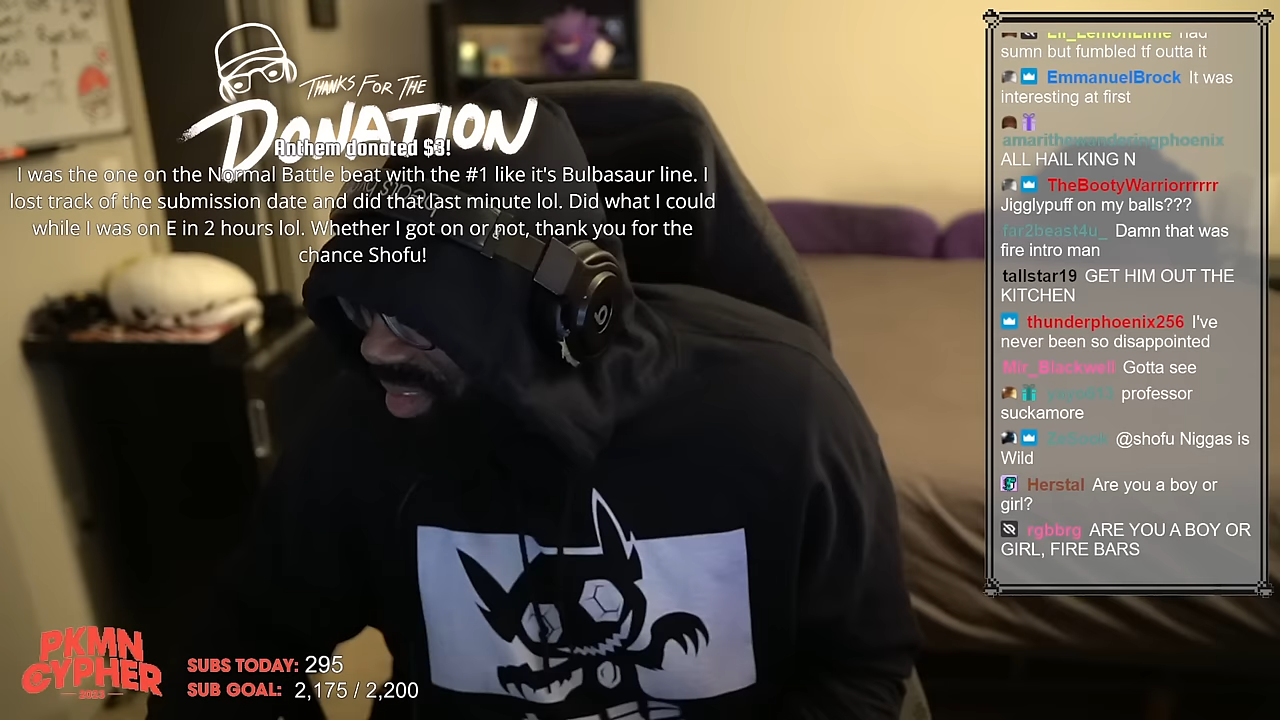 THANKS FOR THE
DONATION
Anthem donated $3!
I was the one on the Normal Battle beat with the #1 like it's Bulbasaur line. I
lost track of the submission date and did that last minute lol. Did what I could
while I was on E in 2 hours lol. Whether I got on or not, thank you for the
chance Shofu!
had
sumn but fumbled tf outta it
EmmanuelBrock It was
interesting at first
amarithewanderingphoenix
ALL HAIL KING N
TheBootyWarriorrrrrr
Jigglypuff on my balls???
far2beast4u_ Damn that was
fire intro man
tallstar19 GET HIM OUT THE
KITCHEN
thunderphoenix256 I've
never been so disappointed
Mir_Blackwell Gotta see
professor
suckamore
@shofu Niggas is
Wild
Herstal Are you a boy or
girl?
rgbbrg ARE YOU A BOY OR
GIRL, FIRE BARS
PKMN
CYPHER
2023
SUBS TODAY: 295
SUB GOAL: 2,175 / 2,200